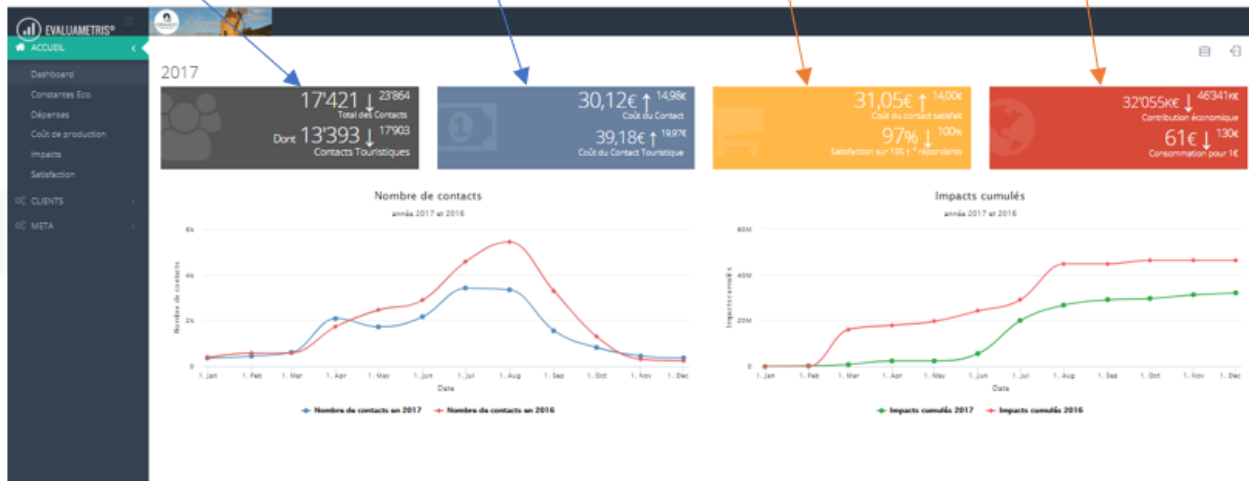 EVALUAMETRIS®
ACCUEIL
Dashboard
Constantes Eco.
Dépenses
Coût de production
Impacts
Satisfaction
CLIENTS
META
2017
17'421 ↓ 23'864
Total des Contacts
Dont 13'393 ↓ 17'903
Contacts Touristiques
30,12€ ↑ 14,98€
Coût du Contact
39,18€ ↑ 19,97€
Coût du Contact Touristique
31,05€ ↑ 14,00€
Coût du contact satisfait
97% ↓ 100%
Satisfaction sur 135 ↑ répondants
32'055K€ ↓ 46'341K€
Contribution économique
61€ ↓ 130€
Consommation pour 1€
Nombre de contacts
année 2017 et 2016
6k
4k
2k
0
Nombre de contacts
1. Jan 1. Feb 1. Mar 1. Apr 1. May 1. Jun 1. Jul 1. Aug 1. Sep 1. Oct 1. Nov 1. Dec
Date
Nombre de contacts en 2017 Nombre de contacts en 2016
Impacts cumulés
année 2017 et 2016
60M
40M
20M
0
Impacts cumulés
1. Jan 1. Feb 1. Mar 1. Apr 1. May 1. Jun 1. Jul 1. Aug 1. Sep 1. Oct 1. Nov 1. Dec
Date
Impacts cumulés 2017 Impacts cumulés 2016